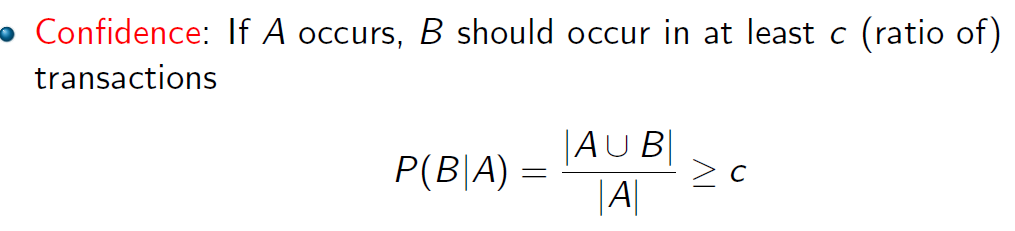 • Confidence: If A occurs, B should occur in at least c (ratio of)
transactions
P(B|A) = |A ∪ B| / |A| ≥ c